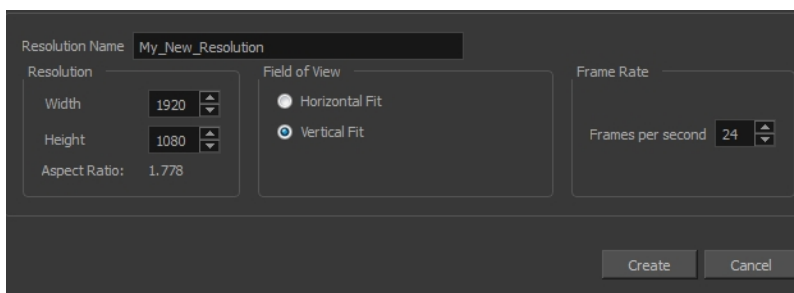 Resolution Name My_New_Resolution
Resolution
Width 1920
Height 1080
Aspect Ratio: 1.778
Field of View
Horizontal Fit
Vertical Fit
Frame Rate
Frames per second 24
Create Cancel